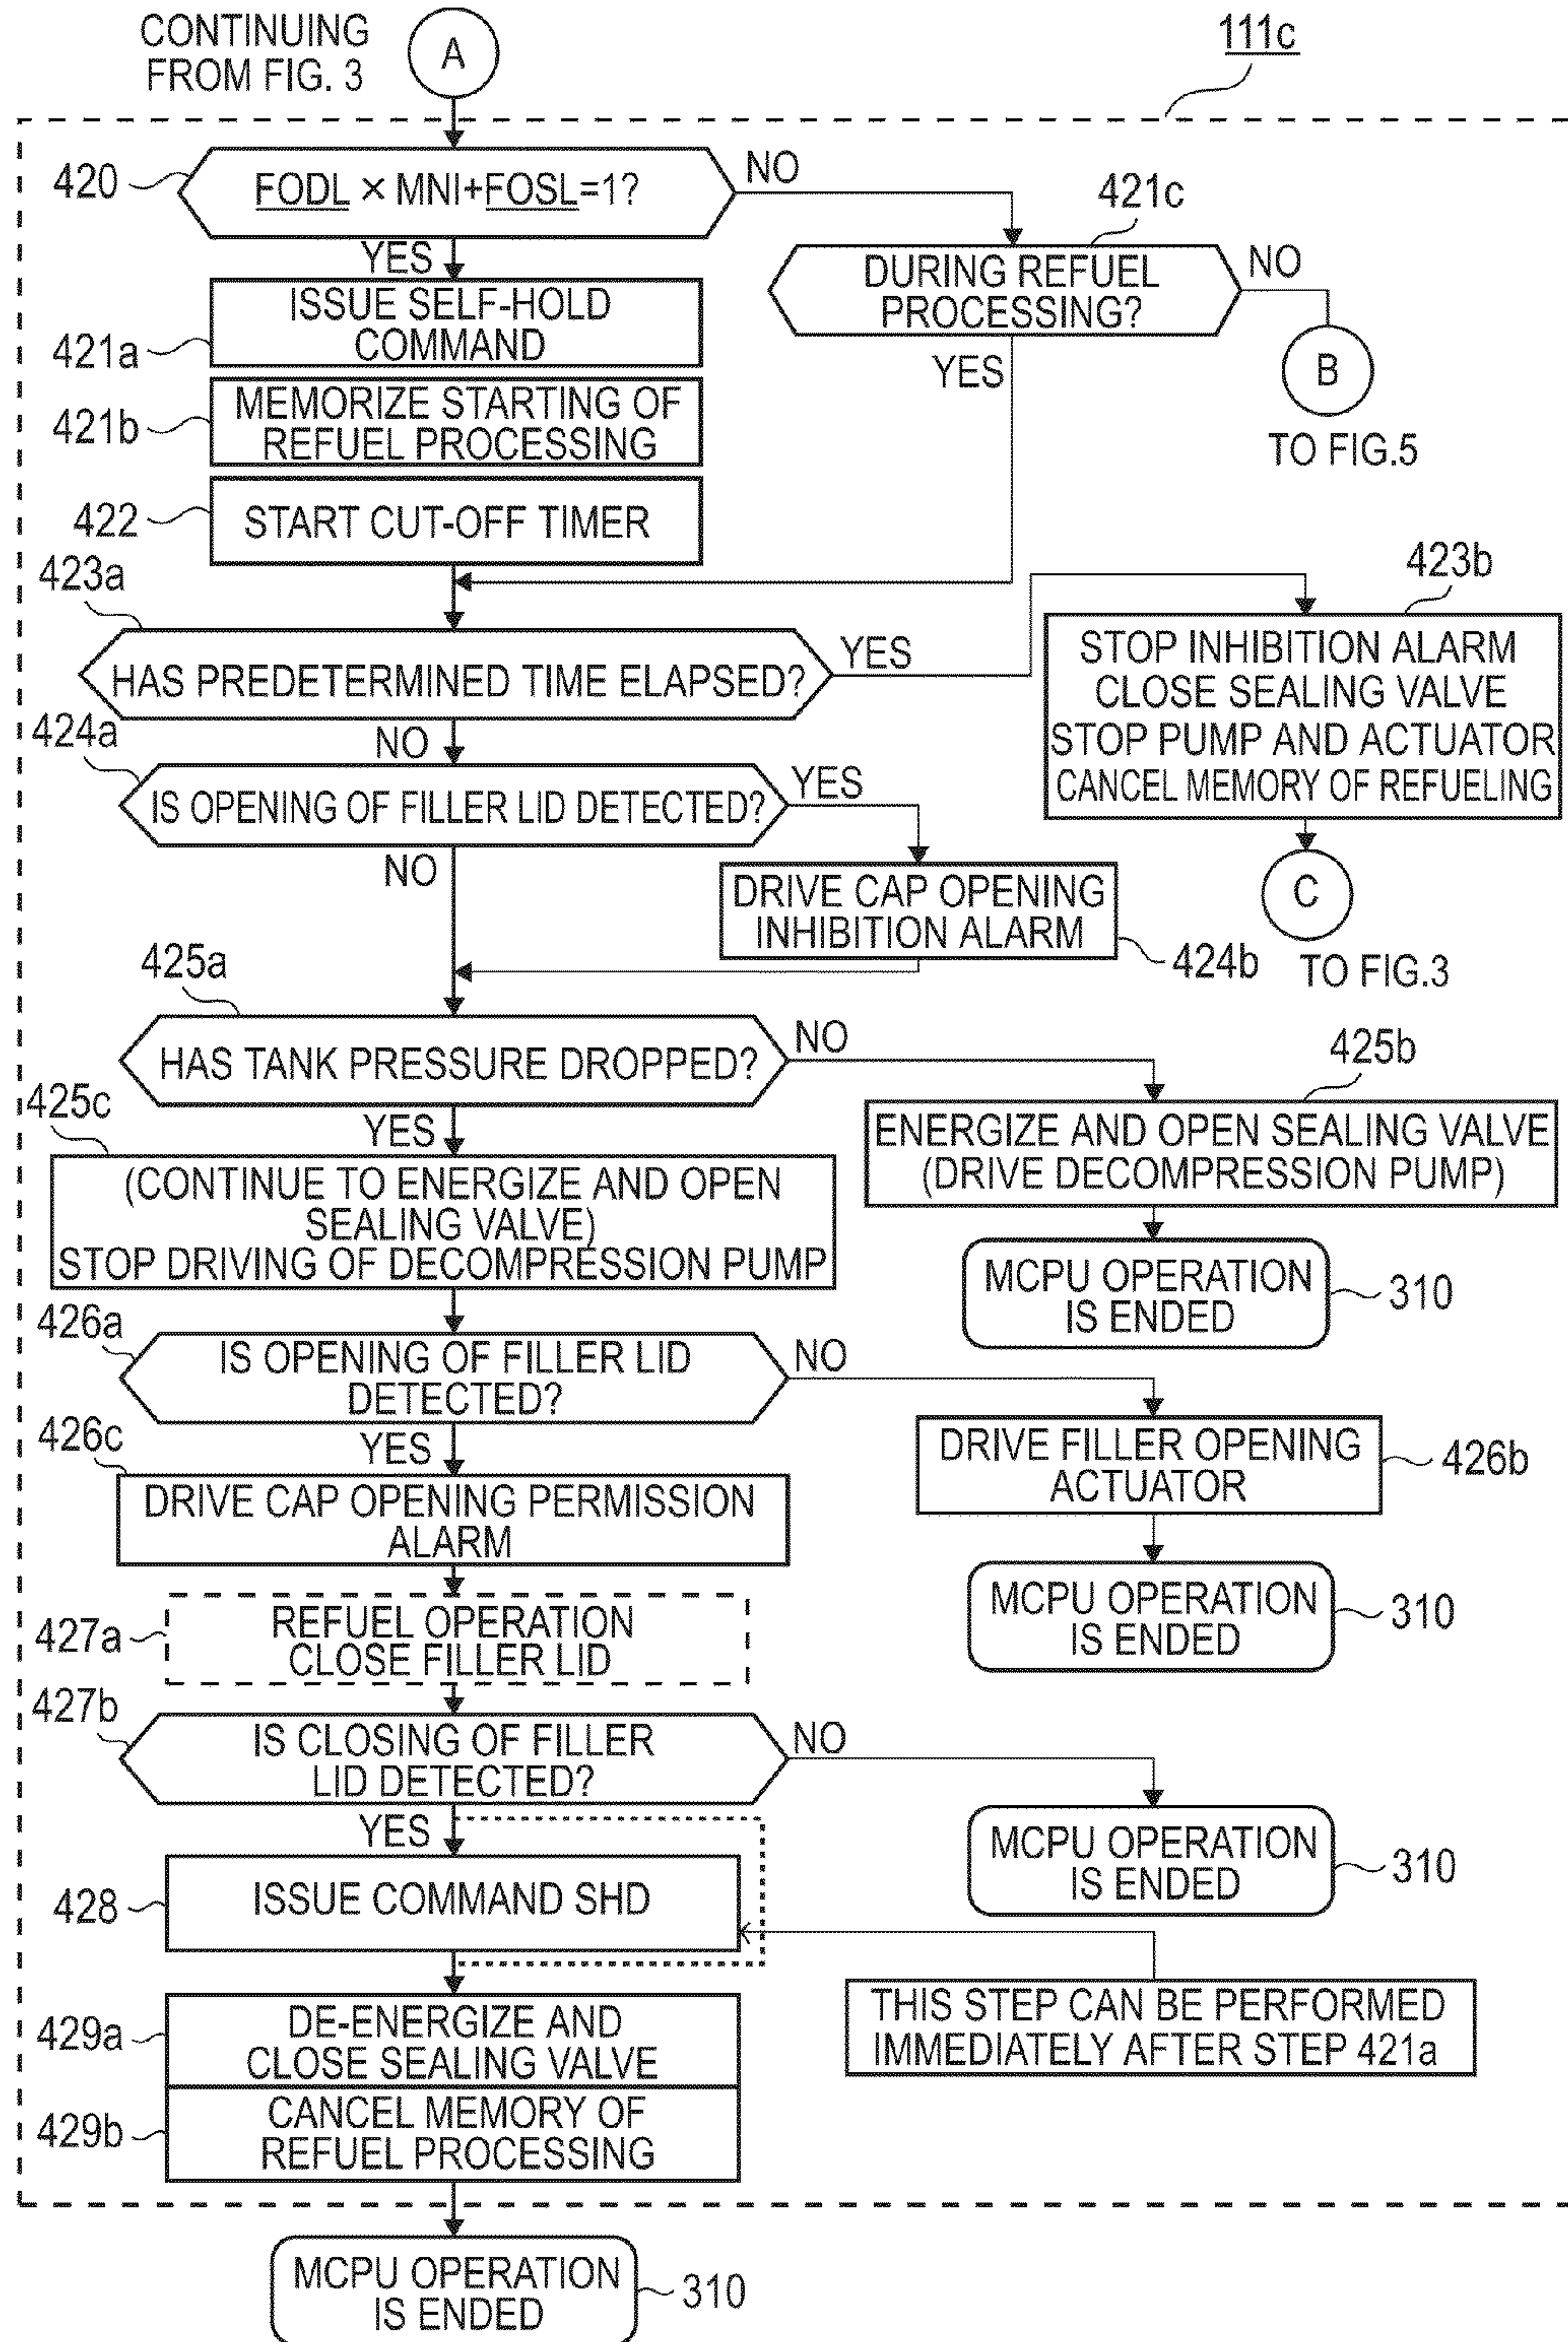 CONTINUING
FROM FIG. 3
A
111c
420
FODL × MNI+FOSL=1?
NO
YES
421c
DURING REFUEL
PROCESSING?
NO
YES
B
TO FIG.5
421a
ISSUE SELF-HOLD
COMMAND
421b
MEMORIZE STARTING OF
REFUEL PROCESSING
422
START CUT-OFF TIMER
423a
HAS PREDETERMINED TIME ELAPSED?
YES
NO
423b
STOP INHIBITION ALARM
CLOSE SEALING VALVE
STOP PUMP AND ACTUATOR
CANCEL MEMORY OF REFUELING
C
TO FIG.3
424a
IS OPENING OF FILLER LID DETECTED?
YES
NO
DRIVE CAP OPENING
INHIBITION ALARM
424b
425a
HAS TANK PRESSURE DROPPED?
NO
YES
425b
ENERGIZE AND OPEN SEALING VALVE
(DRIVE DECOMPRESSION PUMP)
MCPU OPERATION
IS ENDED
310
425c
(CONTINUE TO ENERGIZE AND OPEN
SEALING VALVE)
STOP DRIVING OF DECOMPRESSION PUMP
426a
IS OPENING OF FILLER LID
DETECTED?
NO
YES
DRIVE FILLER OPENING
ACTUATOR
426b
MCPU OPERATION
IS ENDED
310
426c
DRIVE CAP OPENING PERMISSION
ALARM
427a
REFUEL OPERATION
CLOSE FILLER LID
427b
IS CLOSING OF FILLER
LID DETECTED?
NO
YES
MCPU OPERATION
IS ENDED
310
428
ISSUE COMMAND SHD
THIS STEP CAN BE PERFORMED
IMMEDIATELY AFTER STEP 421a
429a
DE-ENERGIZE AND
CLOSE SEALING VALVE
429b
CANCEL MEMORY OF
REFUEL PROCESSING
MCPU OPERATION
IS ENDED
310